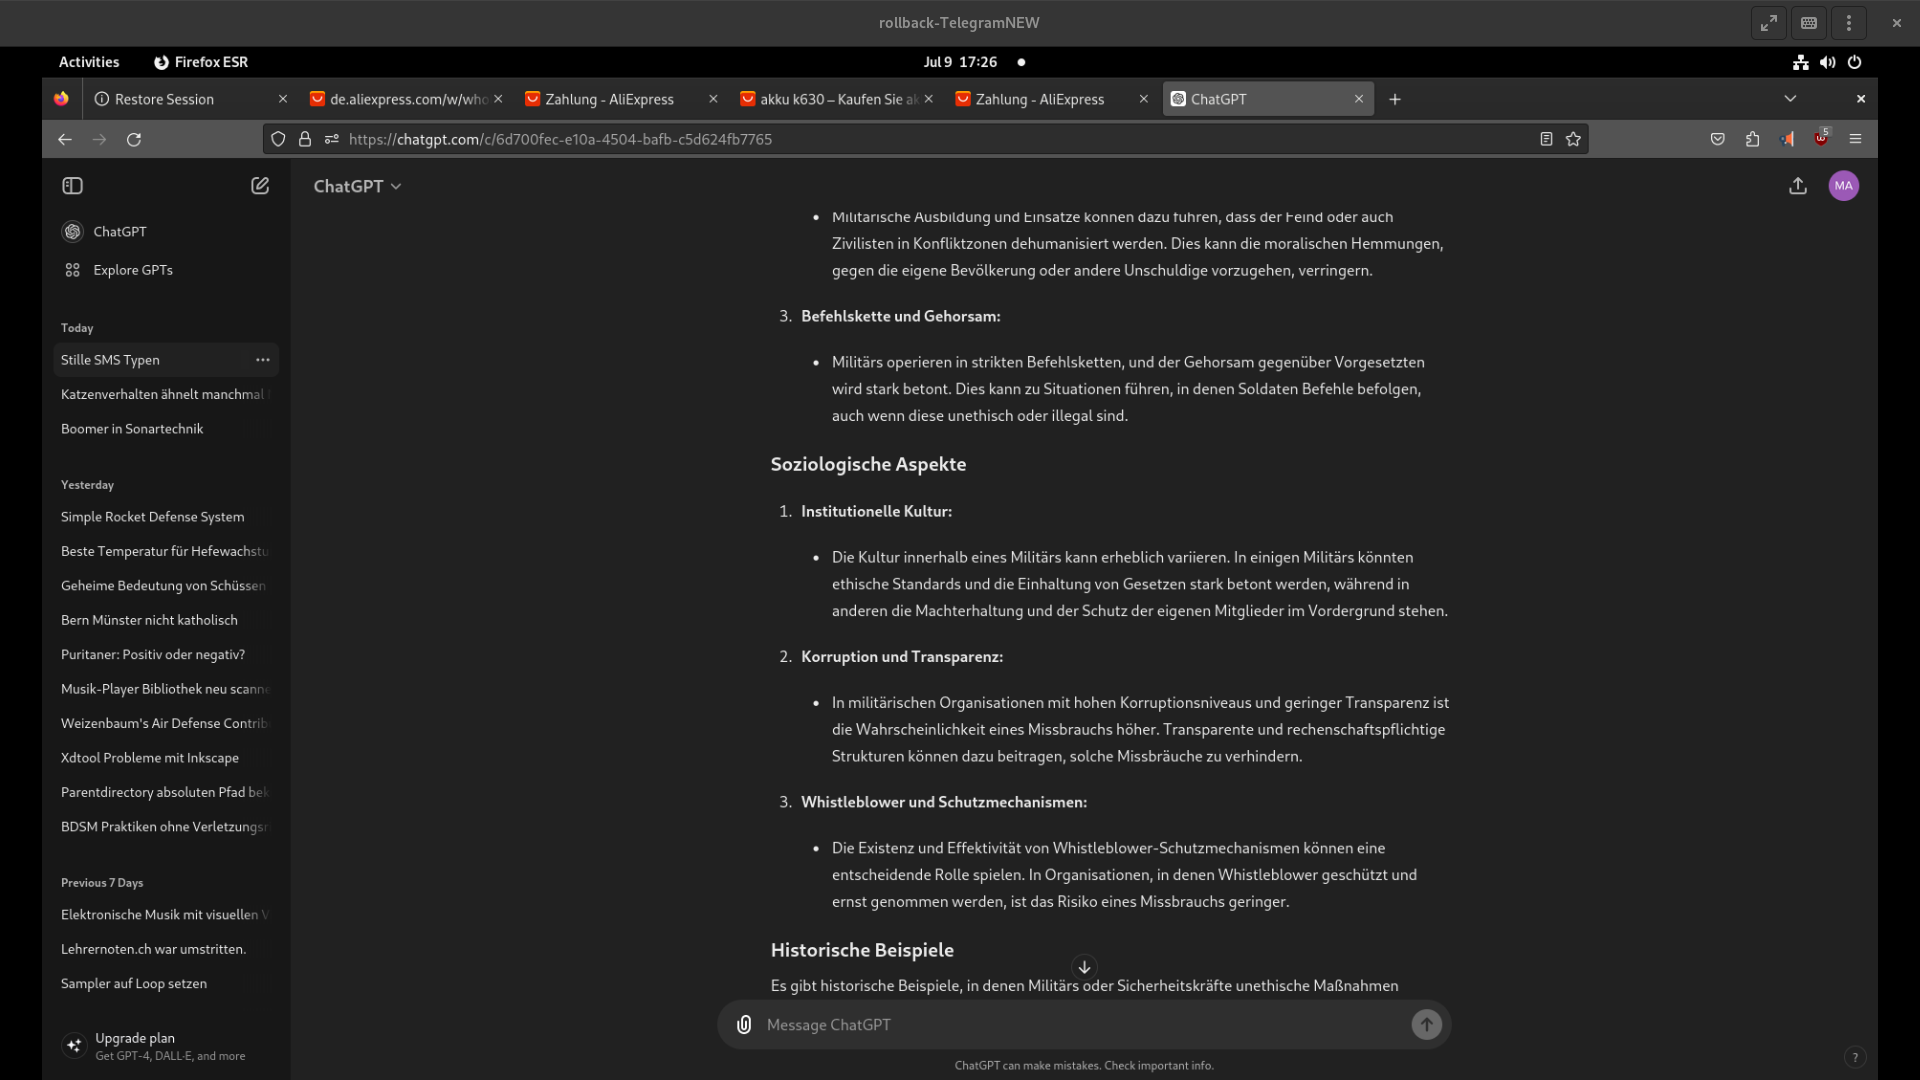 rollback-TelegramNEW
Activities
Firefox ESR
Jul 9 17:26
Restore Session
de.aliexpress.com/w/who
Zahlung - AliExpress
akku k630 – Kaufen Sie ak
Zahlung - AliExpress
ChatGPT
https://chatgpt.com/c/6d700fec-e10a-4504-bafb-c5d624fb7765
5
ChatGPT
Explore GPTs
Today
Stille SMS Typen
Katzenverhalten ähnelt manchmal
Boomer in Sonartechnik
Yesterday
Simple Rocket Defense System
Beste Temperatur für Hefewachstu
Geheime Bedeutung von Schüssen
Bern Münster nicht katholisch
Puritaner: Positiv oder negativ?
Musik-Player Bibliothek neu scanne
Weizenbaum's Air Defense Contrib
Xdtool Probleme mit Inkscape
Parentdirectory absoluten Pfad bek
BDSM Praktiken ohne Verletzungsr
Previous 7 Days
Elektronische Musik mit visuellen V
Lehrernoten.ch war umstritten.
Sampler auf Loop setzen
Upgrade plan
Get GPT-4, DALL·E, and more
ChatGPT
MA
• Militärische Ausbildung und Einsätze können dazu führen, dass der Feind oder auch
Zivilisten in Konfliktzonen dehumanisiert werden. Dies kann die moralischen Hemmungen,
gegen die eigene Bevölkerung oder andere Unschuldige vorzugehen, verringern.
3. Befehlskette und Gehorsam:
• Militärs operieren in strikten Befehlsketten, und der Gehorsam gegenüber Vorgesetzten
wird stark betont. Dies kann zu Situationen führen, in denen Soldaten Befehle befolgen,
auch wenn diese unethisch oder illegal sind.
Soziologische Aspekte
1. Institutionelle Kultur:
• Die Kultur innerhalb eines Militärs kann erheblich variieren. In einigen Militärs könnten
ethische Standards und die Einhaltung von Gesetzen stark betont werden, während in
anderen die Machterhaltung und der Schutz der eigenen Mitglieder im Vordergrund stehen.
2. Korruption und Transparenz:
• In militärischen Organisationen mit hohen Korruptionsniveaus und geringer Transparenz ist
die Wahrscheinlichkeit eines Missbrauchs höher. Transparente und rechenschaftspflichtige
Strukturen können dazu beitragen, solche Missbräuche zu verhindern.
3. Whistleblower und Schutzmechanismen:
• Die Existenz und Effektivität von Whistleblower-Schutzmechanismen können eine
entscheidende Rolle spielen. In Organisationen, in denen Whistleblower geschützt und
ernst genommen werden, ist das Risiko eines Missbrauchs geringer.
Historische Beispiele
Es gibt historische Beispiele, in denen Militärs oder Sicherheitskräfte unethische Maßnahmen
Message ChatGPT
ChatGPT can make mistakes. Check important info.
?